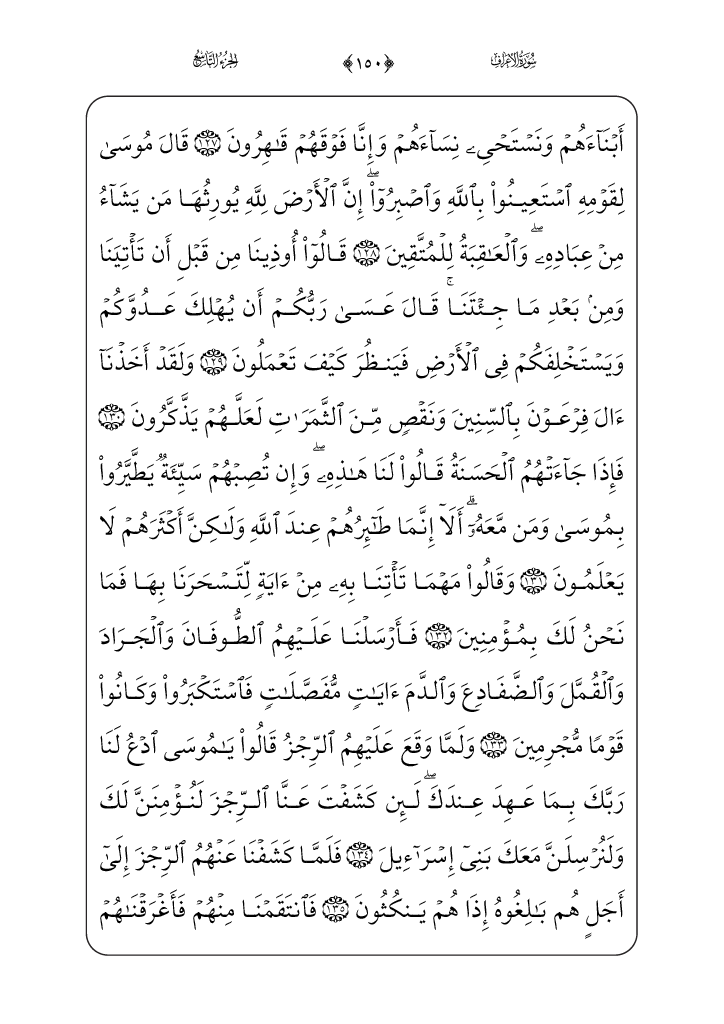 سُورَةُ الأَعْرَافِ ﴿١٥٠﴾ الجُزْءُ التَّاسِعُ
أَبۡنَآءَهُمۡ وَنَسۡتَحۡيِۦ نِسَآءَهُمۡ وَإِنَّا فَوۡقَهُمۡ قَٰهِرُونَ ١٢٧ قَالَ مُوسَىٰ
لِقَوۡمِهِ ٱسۡتَعِينُواْ بِٱللَّهِ وَٱصۡبِرُوٓاْۖ إِنَّ ٱلۡأَرۡضَ لِلَّهِ يُورِثُهَا مَن يَشَآءُ
مِنۡ عِبَادِهِۦۖ وَٱلۡعَٰقِبَةُ لِلۡمُتَّقِينَ ١٢٨ قَالُوٓاْ أُوذِينَا مِن قَبۡلِ أَن تَأۡتِيَنَا
وَمِنۢ بَعۡدِ مَا جِئۡتَنَاۚ قَالَ عَسَىٰ رَبُّكُمۡ أَن يُهۡلِكَ عَدُوَّكُمۡ
وَيَسۡتَخۡلِفَكُمۡ فِي ٱلۡأَرۡضِ فَيَنظُرَ كَيۡفَ تَعۡمَلُونَ ١٢٩ وَلَقَدۡ أَخَذۡنَآ
ءَالَ فِرۡعَوۡنَ بِٱلسِّنِينَ وَنَقۡصٖ مِّنَ ٱلثَّمَرَٰتِ لَعَلَّهُمۡ يَذَّكَّرُونَ ١٣٠
فَإِذَا جَآءَتۡهُمُ ٱلۡحَسَنَةُ قَالُواْ لَنَا هَٰذِهِۦۖ وَإِن تُصِبۡهُمۡ سَيِّئَةٞ يَطَّيَّرُواْ
بِمُوسَىٰ وَمَن مَّعَهُۥٓۗ أَلَآ إِنَّمَا طَٰٓئِرُهُمۡ عِندَ ٱللَّهِ وَلَٰكِنَّ أَكۡثَرَهُمۡ لَا
يَعۡلَمُونَ ١٣١ وَقَالُواْ مَهۡمَا تَأۡتِنَا بِهِۦ مِنۡ ءَايَةٖ لِّتَسۡحَرَنَا بِهَا فَمَا
نَحۡنُ لَكَ بِمُؤۡمِنِينَ ١٣٢ فَأَرۡسَلۡنَا عَلَيۡهِمُ ٱلطُّوفَانَ وَٱلۡجَرَادَ
وَٱلۡقُمَّلَ وَٱلضَّفَادِعَ وَٱلدَّمَ ءَايَٰتٖ مُّفَصَّلَٰتٖ فَٱسۡتَكۡبَرُواْ وَكَانُواْ
قَوۡمٗا مُّجۡرِمِينَ ١٣٣ وَلَمَّا وَقَعَ عَلَيۡهِمُ ٱلرِّجۡزُ قَالُواْ يَٰمُوسَى ٱدۡعُ لَنَا
رَبَّكَ بِمَا عَهِدَ عِندَكَۖ لَئِن كَشَفۡتَ عَنَّا ٱلرِّجۡزَ لَنُؤۡمِنَنَّ لَكَ
وَلَنُرۡسِلَنَّ مَعَكَ بَنِيٓ إِسۡرَٰٓءِيلَ ١٣٤ فَلَمَّا كَشَفۡنَا عَنۡهُمُ ٱلرِّجۡزَ إِلَىٰٓ
أَجَلٍ هُم بَٰلِغُوهُ إِذَا هُمۡ يَنكُثُونَ ١٣٥ فَٱنتَقَمۡنَا مِنۡهُمۡ فَأَغۡرَقۡنَٰهُمۡ